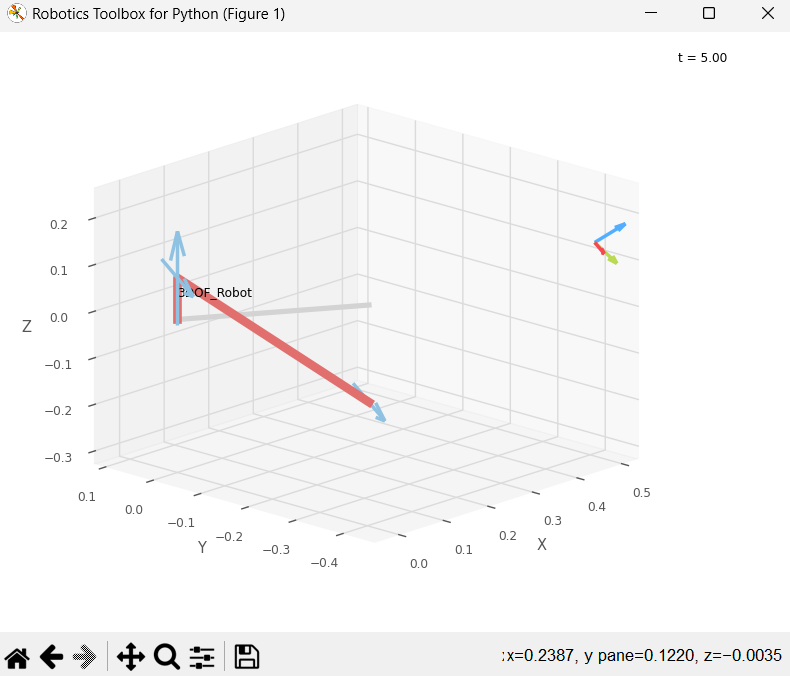 Robotics Toolbox for Python (Figure 1)
t = 5.00
0.2
0.1
0.0
−0.1
−0.2
−0.3
Z
3DOF_Robot
0.1
0.0
−0.1
−0.2
−0.3
−0.4
Y
0.0
0.1
0.2
0.3
0.4
0.5
X
:x=0.2387, y pane=0.1220, z=−0.0035